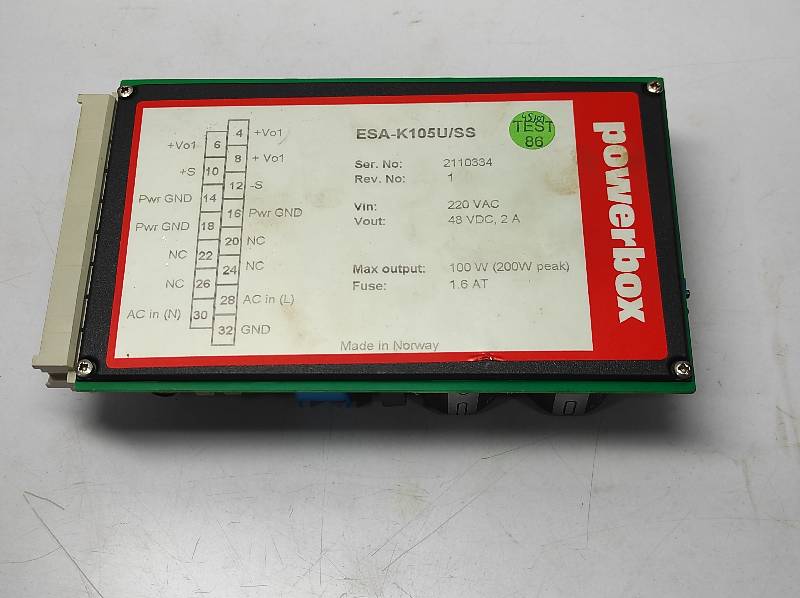 4 +Vo1
+Vo1 6
8 + Vo1
+S 10
12 -S
Pwr GND 14
16 Pwr GND
Pwr GND 18
20 NC
NC 22
24 NC
NC 26
28 AC in (L)
AC in (N) 30
32 GND
ESA-K105U/SS
Ser. No: 2110334
Rev. No: 1
Vin: 220 VAC
Vout: 48 VDC, 2 A
Max output: 100 W (200W peak)
Fuse: 1.6 AT
Made in Norway
TEST
86
powerbox